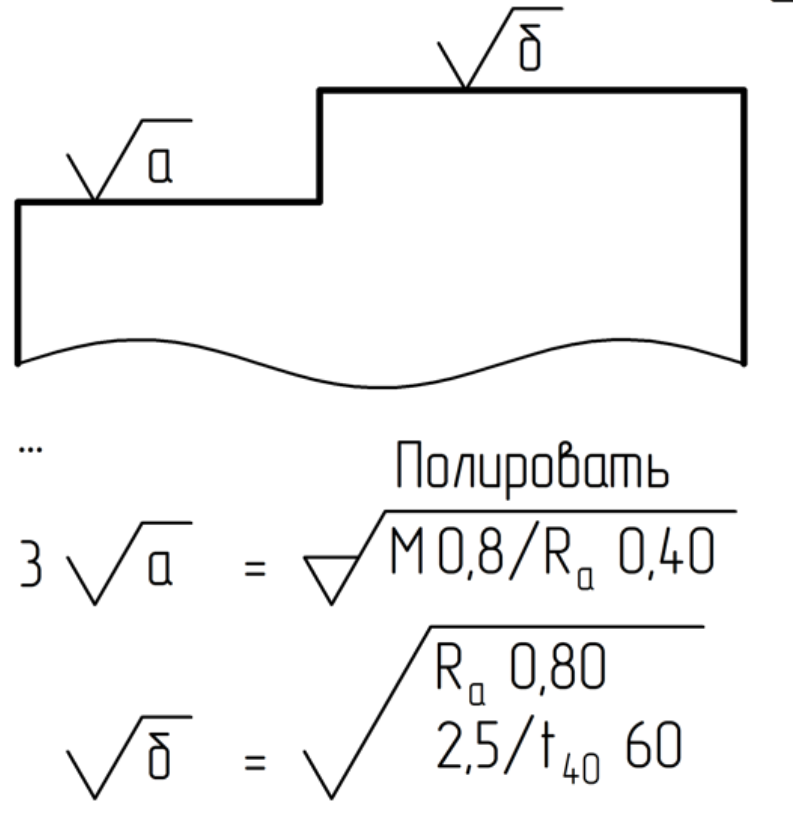 б
а
...
Полировать
3 √а = M 0,8/Ra 0,40
√б = Ra 0,80
2,5/t40 60